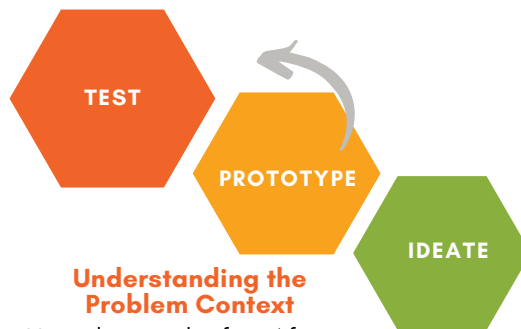 TEST
PROTOTYPE
IDEATE
Understanding the
Problem Context